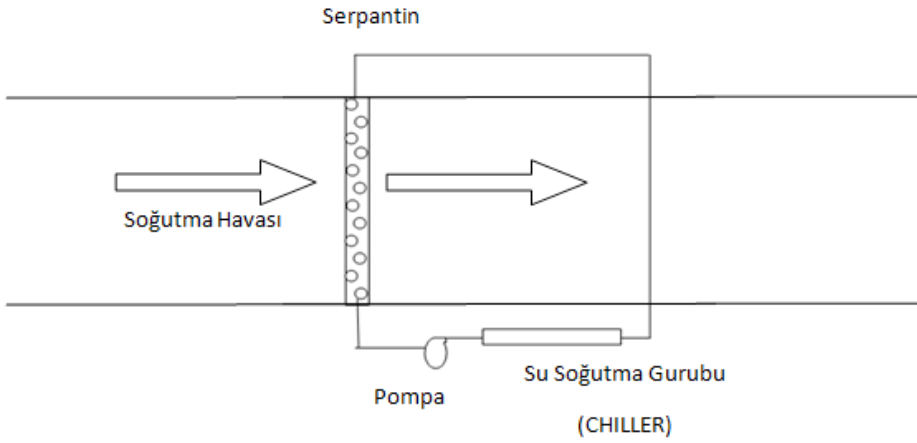 Serpantin
Soğutma Havası
Pompa
Su Soğutma Gurubu
(CHILLER)